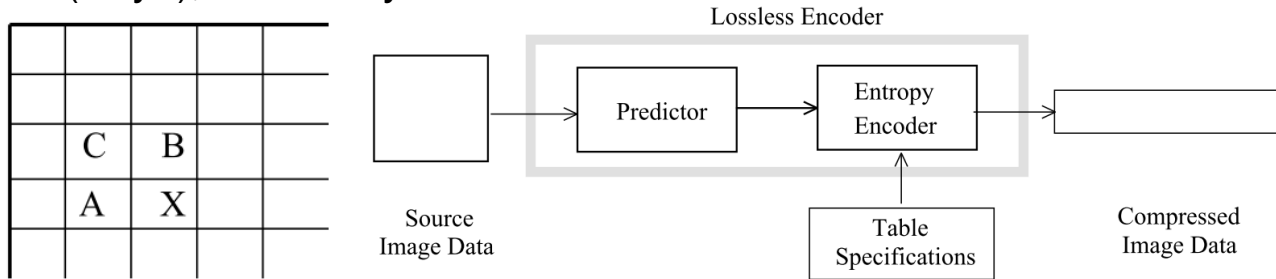 Lossless Encoder
C B
A X
Predictor
Entropy
Encoder
Source
Image Data
Table
Specifications
Compressed
Image Data